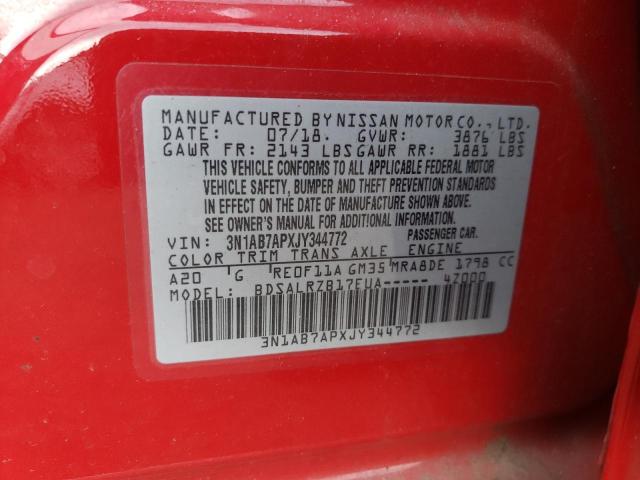 MANUFACTURED BY NISSAN MOTOR CO., LTD.
DATE: 07/18. GVWR: 3876 LBS
GAWR FR: 2143 LBS GAWR RR: 1881 LBS
THIS VEHICLE CONFORMS TO ALL APPLICABLE FEDERAL MOTOR
VEHICLE SAFETY, BUMPER AND THEFT PREVENTION STANDARDS
IN EFFECT ON THE DATE OF MANUFACTURE SHOWN ABOVE.
SEE OWNER'S MANUAL FOR ADDITIONAL INFORMATION.
VIN: 3N1AB7APXJY344772 PASSENGER CAR.
COLOR TRIM TRANS AXLE ENGINE
A20 G RE0F11A GM35 MRA8DE 1798 CC
MODEL: BDSALRZB17EUA----- 4Z000
3N1AB7APXJY344772